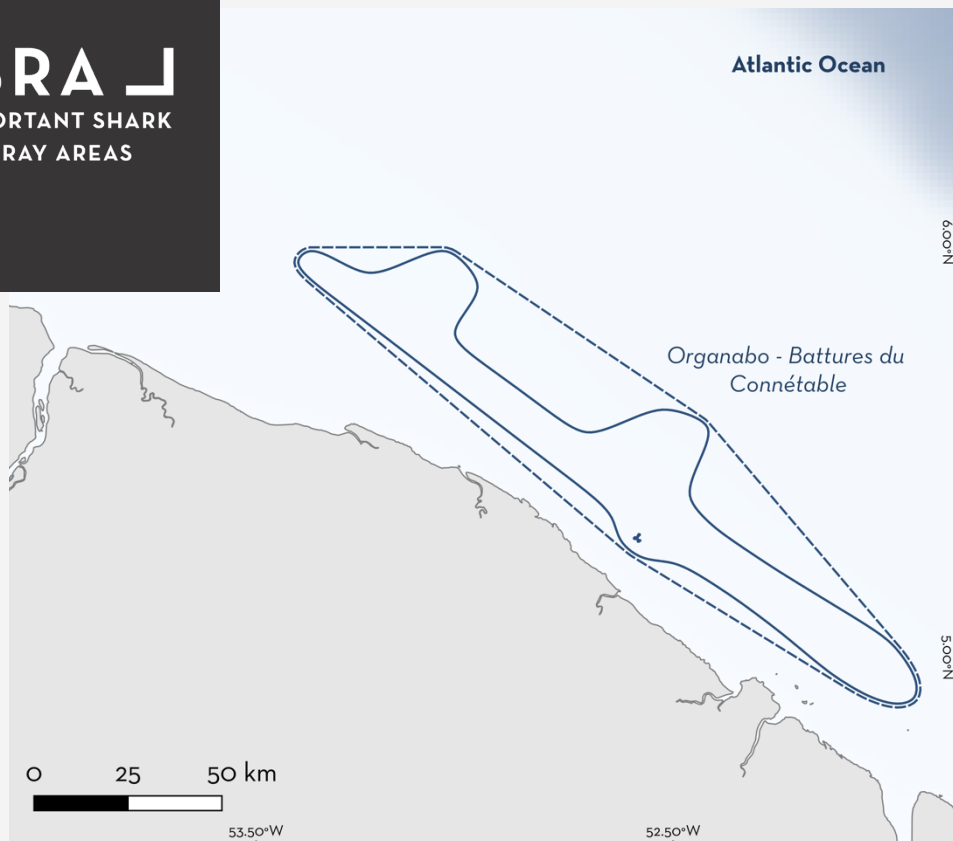 RA
ORTANT SHARK
RAY AREAS
Atlantic Ocean
6.00°N
Organabo - Battures du
Connétable
5.00°N
0 25 50 km
53.50°W 52.50°W